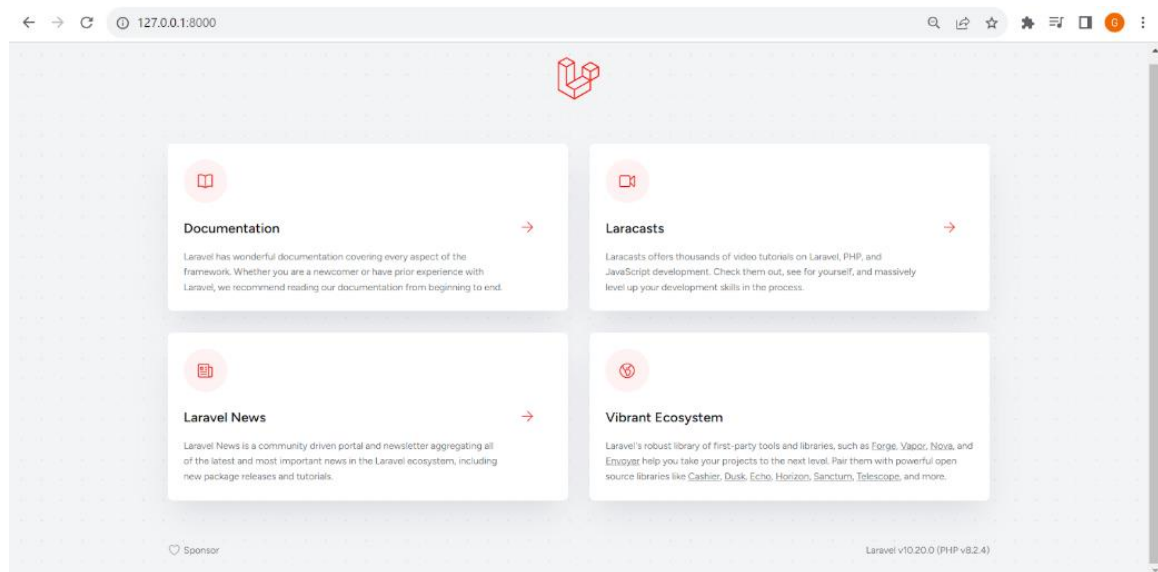 127.0.0.1:8000
G
Documentation
Laravel has wonderful documentation covering every aspect of the
framework. Whether you are a newcomer or have prior experience with
Laravel, we recommend reading our documentation from beginning to end.
Laracasts
Laracasts offers thousands of video tutorials on Laravel, PHP, and
JavaScript development. Check them out, see for yourself, and massively
level up your development skills in the process.
Laravel News
Laravel News is a community driven portal and newsletter aggregating all
of the latest and most important news in the Laravel ecosystem, including
new package releases and tutorials.
Vibrant Ecosystem
Laravel's robust library of first-party tools and libraries, such as Forge, Vapor, Nova, and
Envoyer help you take your projects to the next level. Pair them with powerful open
source libraries like Cashier, Dusk, Echo, Horizon, Sanctum, Telescope, and more.
Sponsor
Laravel v10.20.0 (PHP v8.2.4)